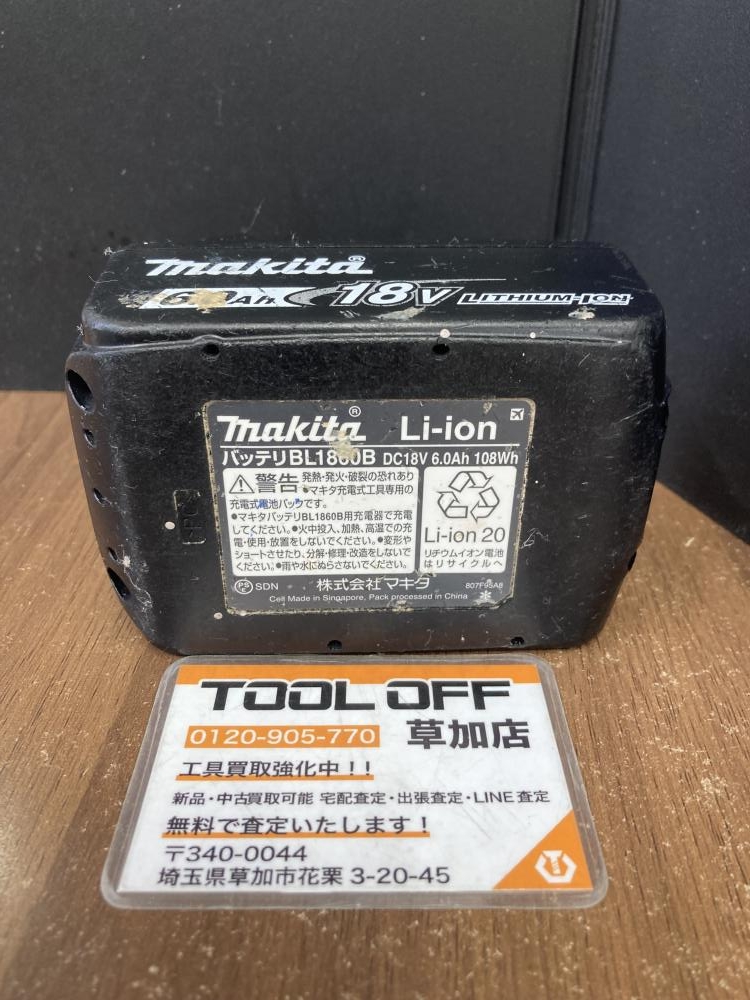 makita®
6.0Ah 18V LITHIUM-ION
makita® Li-ion
バッテリBL1860B DC18V 6.0Ah 108Wh
警告 発熱・発火・破裂の恐れあり
●マキタ充電式工具専用の
充電式電池パックです。
●マキタバッテリBL1860B用充電器で充電
してください。●火中投入、加熱、高温での充
電・使用・放置をしないでください。●変形や
ショートさせたり、分解・修理・改造をしないで
ください。●雨や水にぬらさないでください。
Li-ion 20
リチウムイオン電池
はリサイクルへ
PS
E SDN 株式会社マキタ 807F95A8
Cell Made in Singapore, Pack processed in China
TOOL OFF
0120-905-770 草加店
工具買取強化中!!
新品・中古買取可能 宅配査定・出張査定・LINE査定
無料で査定いたします!
〒340-0044
埼玉県草加市花栗 3-20-45